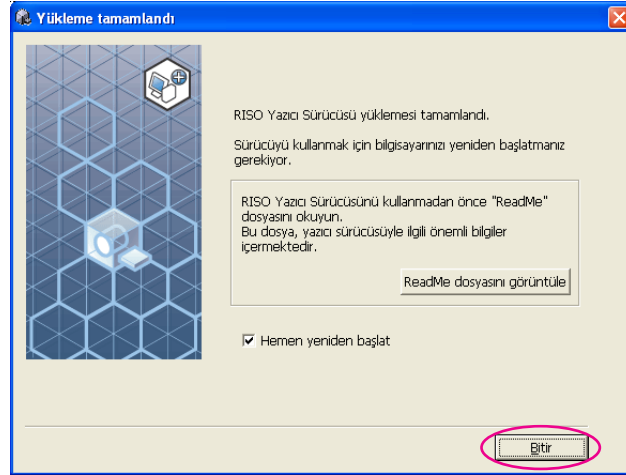 Yükleme tamamlandı
RISO Yazıcı Sürücüsü yüklemesi tamamlandı.
Sürücüyü kullanmak için bilgisayarınızı yeniden başlatmanız
gerekiyor.
RISO Yazıcı Sürücüsünü kullanmadan önce "ReadMe"
dosyasını okuyun.
Bu dosya, yazıcı sürücüsüyle ilgili önemli bilgiler
içermektedir.
ReadMe dosyasını görüntüle
Hemen yeniden başlat
Bitir